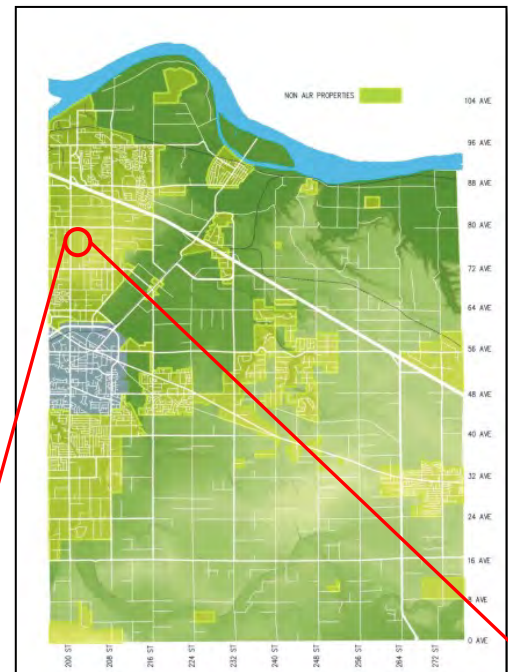 NON ALR PROPERTIES
104 AVE
96 AVE
88 AVE
80 AVE
72 AVE
64 AVE
56 AVE
48 AVE
40 AVE
32 AVE
24 AVE
16 AVE
8 AVE
0 AVE
200 ST
208 ST
216 ST
224 ST
232 ST
240 ST
248 ST
256 ST
264 ST
272 ST